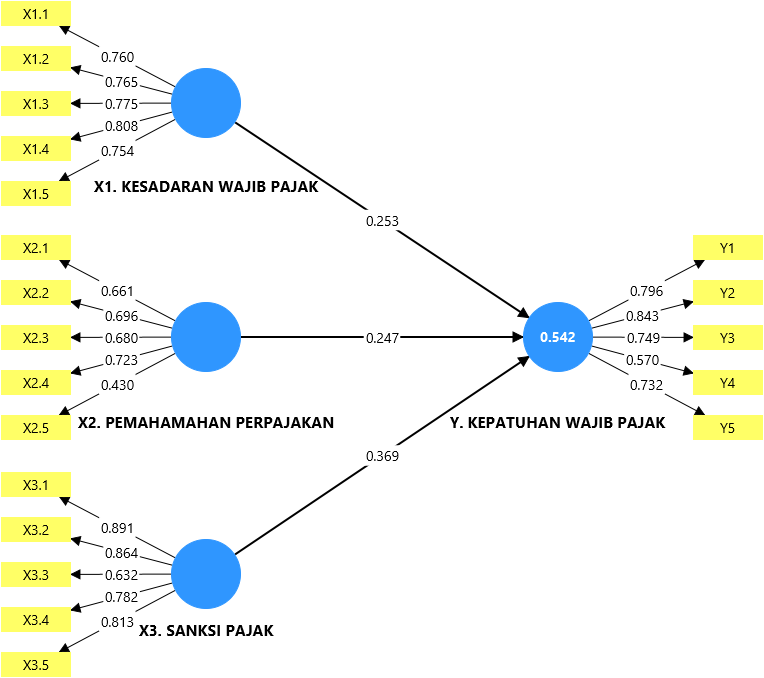 X1.1
0.760
X1.2
0.765
X1.3
0.775
X1.4
0.808
X1.5
0.754
X1. KESADARAN WAJIB PAJAK
0.253
X2.1
0.661
X2.2
0.696
X2.3
0.680
X2.4
0.723
X2.5
0.430
X2. PEMAHAMAHAN PERPAJAKAN
0.247
X3.1
0.891
X3.2
0.864
X3.3
0.632
X3.4
0.782
X3.5
0.813
X3. SANKSI PAJAK
0.369
0.542
Y. KEPATUHAN WAJIB PAJAK
Y1
0.796
Y2
0.843
Y3
0.749
Y4
0.570
Y5
0.732